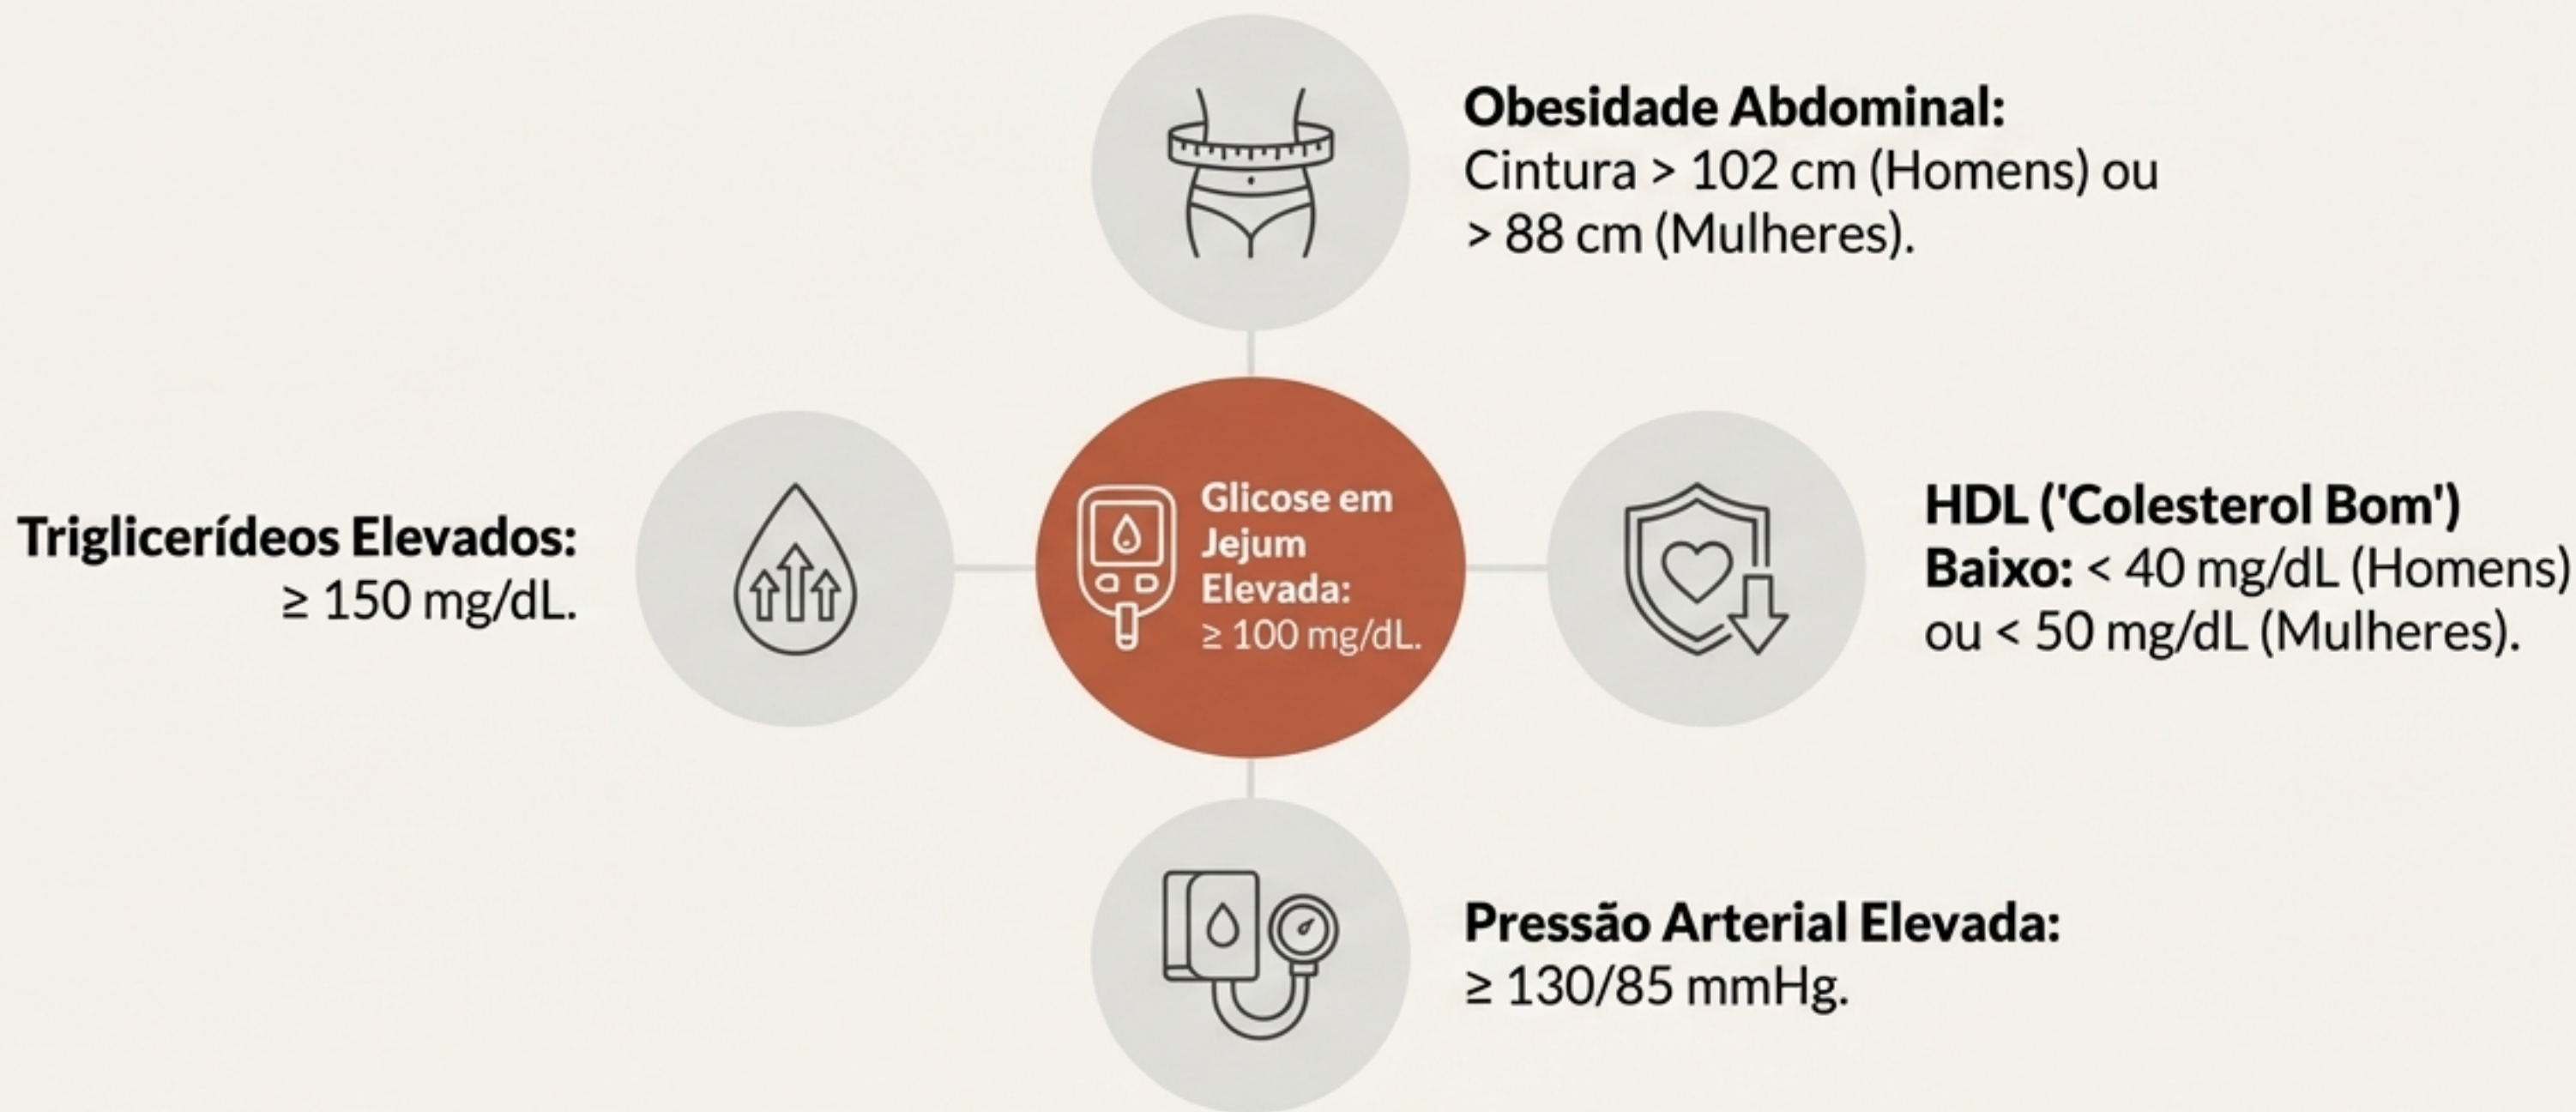 Obesidade Abdominal:
Cintura > 102 cm (Homens) ou
> 88 cm (Mulheres).
Triglicerídeos Elevados:
≥ 150 mg/dL.
Glicose em
Jejum
Elevada:
≥ 100 mg/dL.
HDL ('Colesterol Bom')
Baixo: < 40 mg/dL (Homens)
ou < 50 mg/dL (Mulheres).
Pressão Arterial Elevada:
≥ 130/85 mmHg.